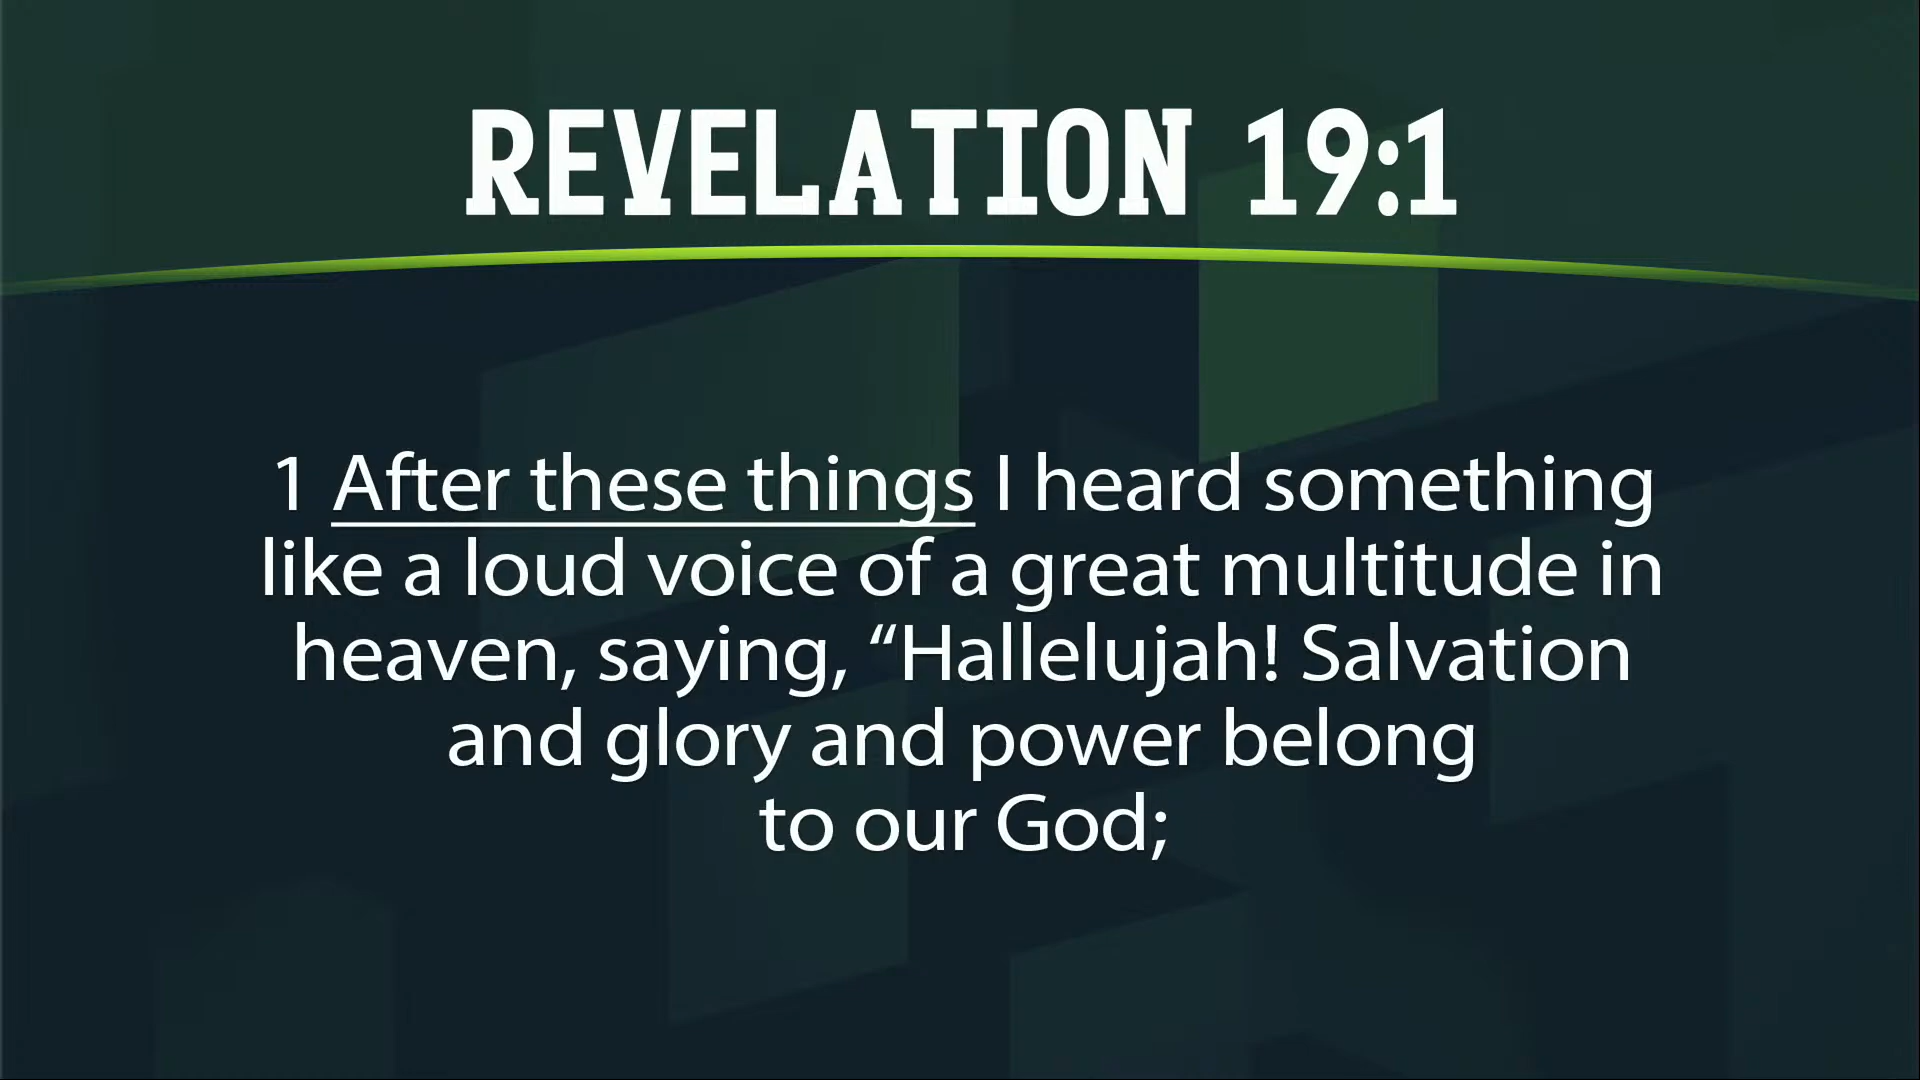 REVELATION 19:1
1 After these things I heard something
like a loud voice of a great multitude in
heaven, saying, “Hallelujah! Salvation
and glory and power belong
to our God;